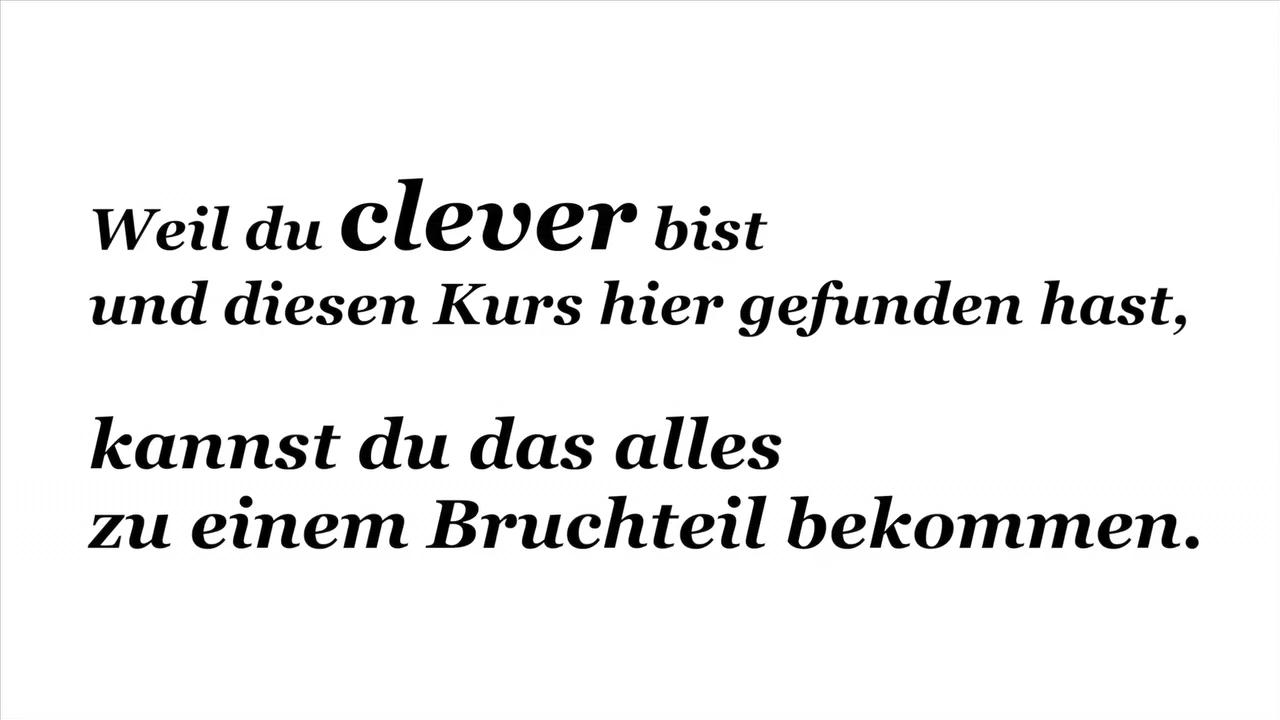 Weil du clever bist
und diesen Kurs hier gefunden hast,
kannst du das alles
zu einem Bruchteil bekommen.